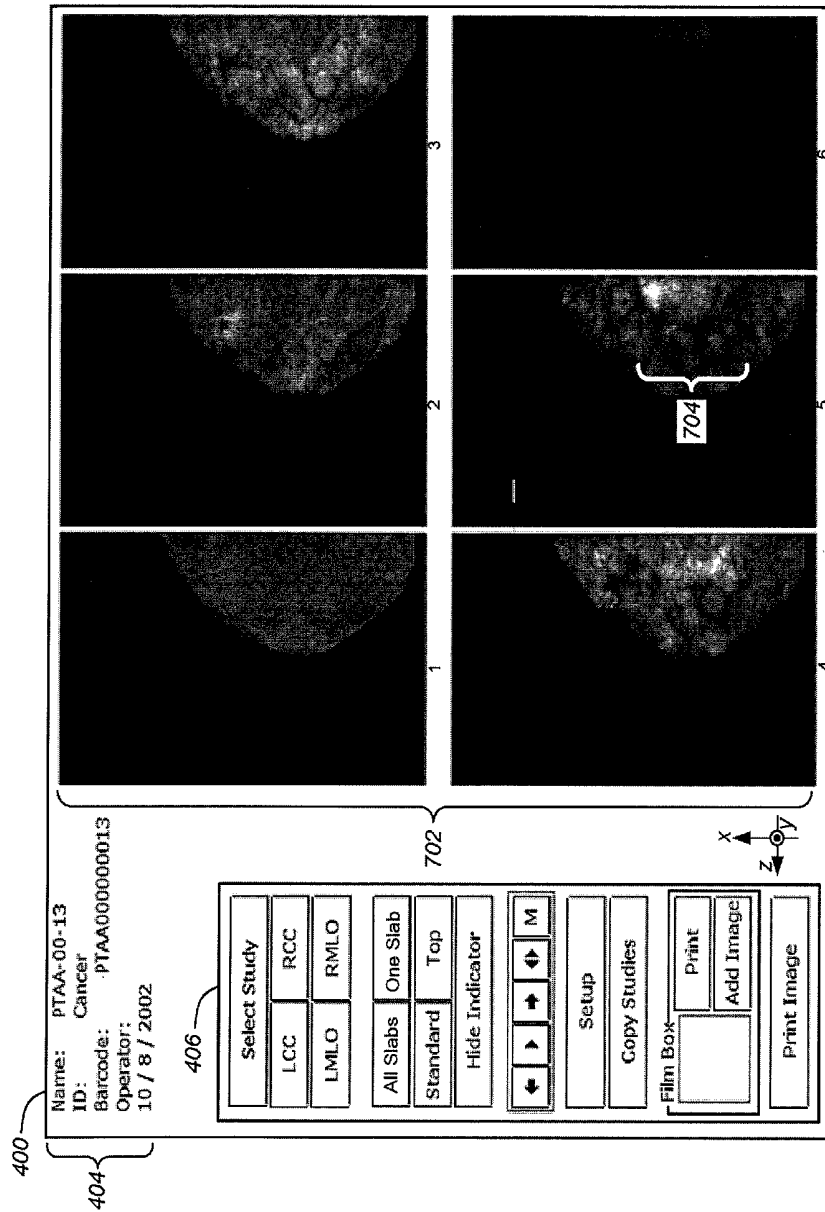 400
404
Name: PTAA-00-13
ID: Cancer
Barcode: PTAA000000013
Operator:
10 / 8 / 2002
406
Select Study
LCC RCC
LMLO RMLO
All Slabs One Slab
Standard Top
Hide Indicator
M
Setup
Copy Studies
Film Box
Print
Add Image
Print Image
x
z
y
702
1 2 3
704
4 5 6